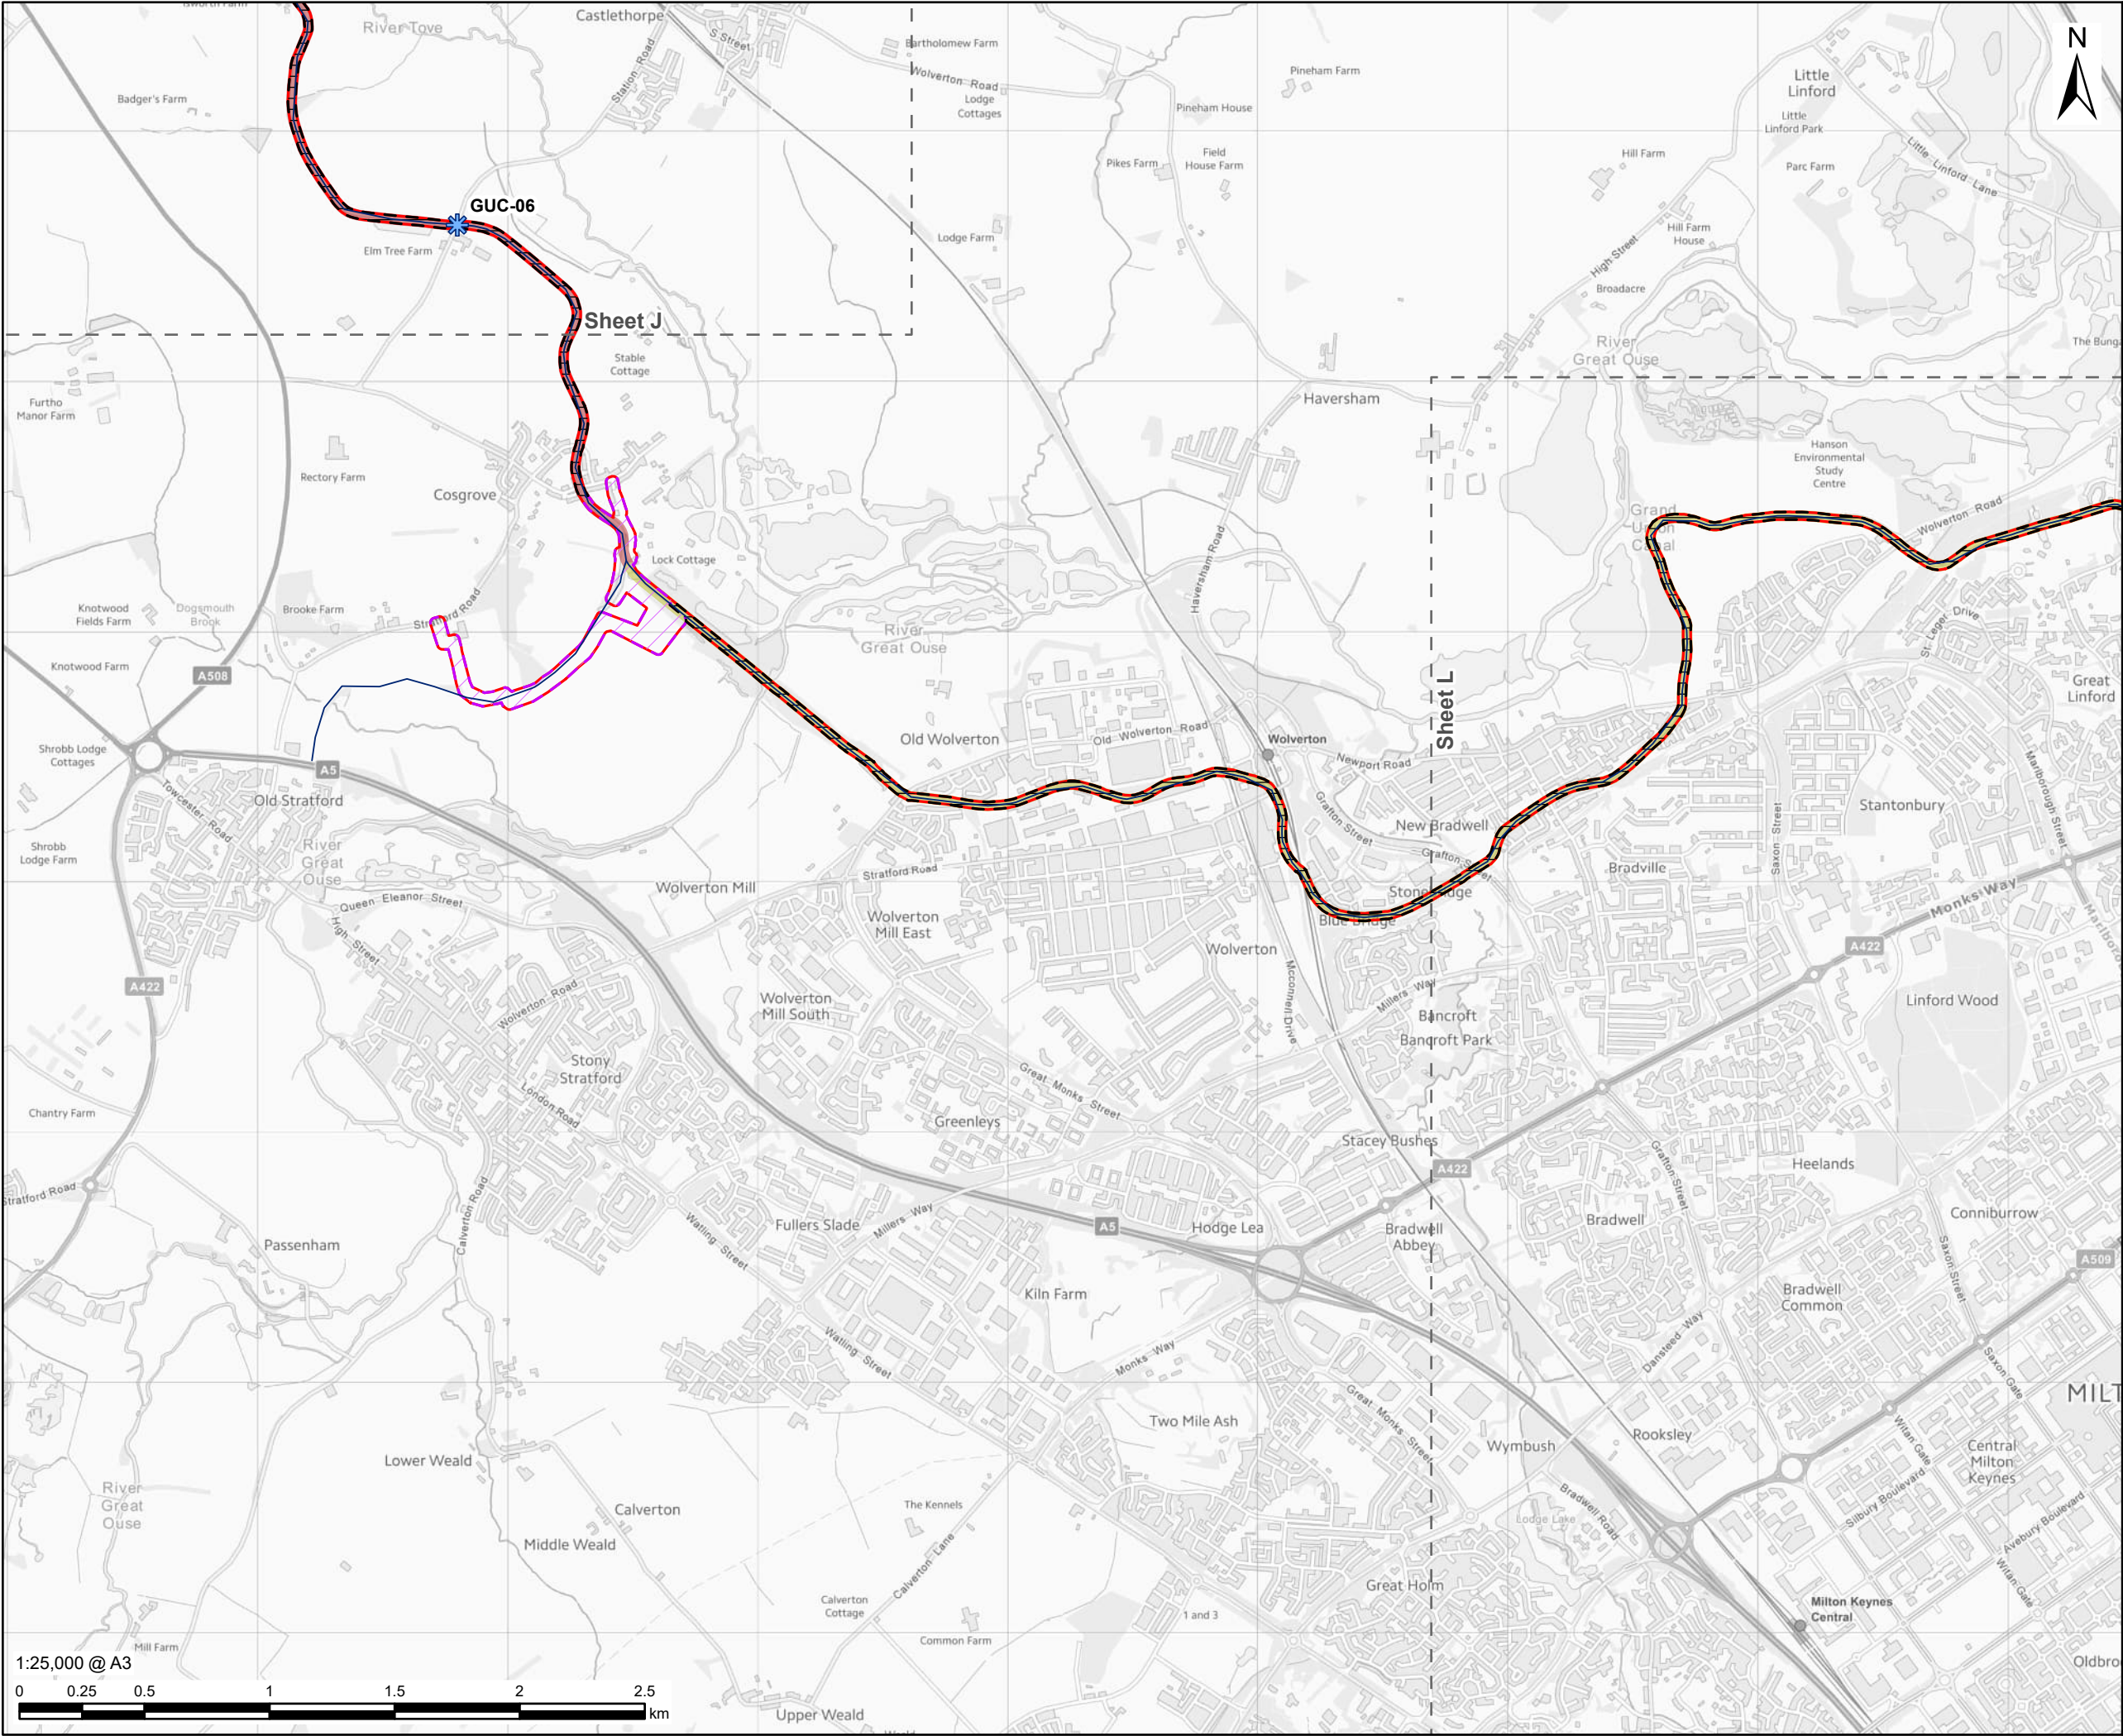 River Tove
Castlethorpe
S Street
Station Road
Bartholomew Farm
Wolverton Road
Lodge
Cottages
Pineham Farm
Pineham House
Badger's Farm
Pikes Farm
Field
House Farm
Little
Linford
Little
Linford Park
Little Linford Lane
Hill Farm
Parc Farm
N
GUC-06
Elm Tree Farm
Lodge Farm
Hill Farm
House
High Street
Broadacre
Sheet J
Stable
Cottage
River
Great Ouse
The Bung
Furtho
Manor Farm
Haversham
Rectory Farm
Cosgrove
Hanson
Environmental
Study
Centre
Grand
Union
Canal
Wolverton Road
Lock Cottage
Haversham Road
Knotwood
Fields Farm
Dogsmouth
Brook
Brooke Farm
Stratford Road
River
Great Ouse
St. Leger Drive
Knotwood Farm
A508
Great
Linford
Sheet L
Shrobb Lodge
Cottages
Old Wolverton
Old Wolverton Road
Wolverton
Newport Road
A5
Old Stratford
Towcester Road
Grafton Street
New Bradwell
Grafton Street
Stantonbury
Saxon Street
Marlborough Street
Shrobb
Lodge Farm
River
Great
Ouse
Stratford Road
Wolverton Mill
Queen Eleanor Street
High Street
Stonebridge
Blue Bridge
Bradville
Monks Way
Marlbor
Wolverton
Mill East
Wolverton
A422
A422
Mcconnell Drive
Millers Way
Wolverton
Mill South
Wolverton Road
Bancroft
Bancroft Park
Linford Wood
Stony
Stratford
London Road
Great Monks Street
Chantry Farm
Greenleys
Stacey Bushes
A422
Heelands
Grafton Street
Stratford Road
Calverton Road
Watling Street
Fullers Slade
Millers Way
A5
Hodge Lea
Bradwell
Abbey
Bradwell
Conniburrow
Saxon Street
A509
Passenham
Kiln Farm
Bradwell
Common
Watling Street
Monks Way
Dansteed Way
Saxon Gate
Great Monks Street
MILT
Two Mile Ash
Wymbush
Rooksley
Witan Gate
Central
Milton
Keynes
Lower Weald
River
Great
Ouse
Calverton
The Kennels
Middle Weald
Calverton Lane
Lodge Lake
Bradwell Road
Silbury Boulevard
Avebury Boulevard
Witan Gate
Great Holm
Calverton
Cottage
1 and 3
Common Farm
Milton Keynes
Central
Mill Farm
1:25,000 @ A3
Oldbro
0 0.25 0.5 1 1.5 2 2.5
km
Upper Weald